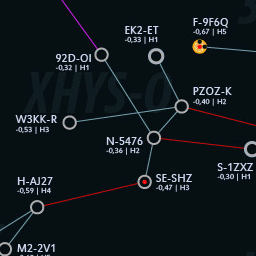 F-9F6Q
-0,67 | H5
EK2-ET
-0,33 | H1
92D-OI
-0,32 | H1
PZOZ-K
-0,40 | H2
W3KK-R
-0,53 | H3
N-5476
-0,36 | H2
S-1ZXZ
-0,30 | H1
SE-SHZ
-0,47 | H3
H-AJ27
-0,59 | H4
M2-2V1